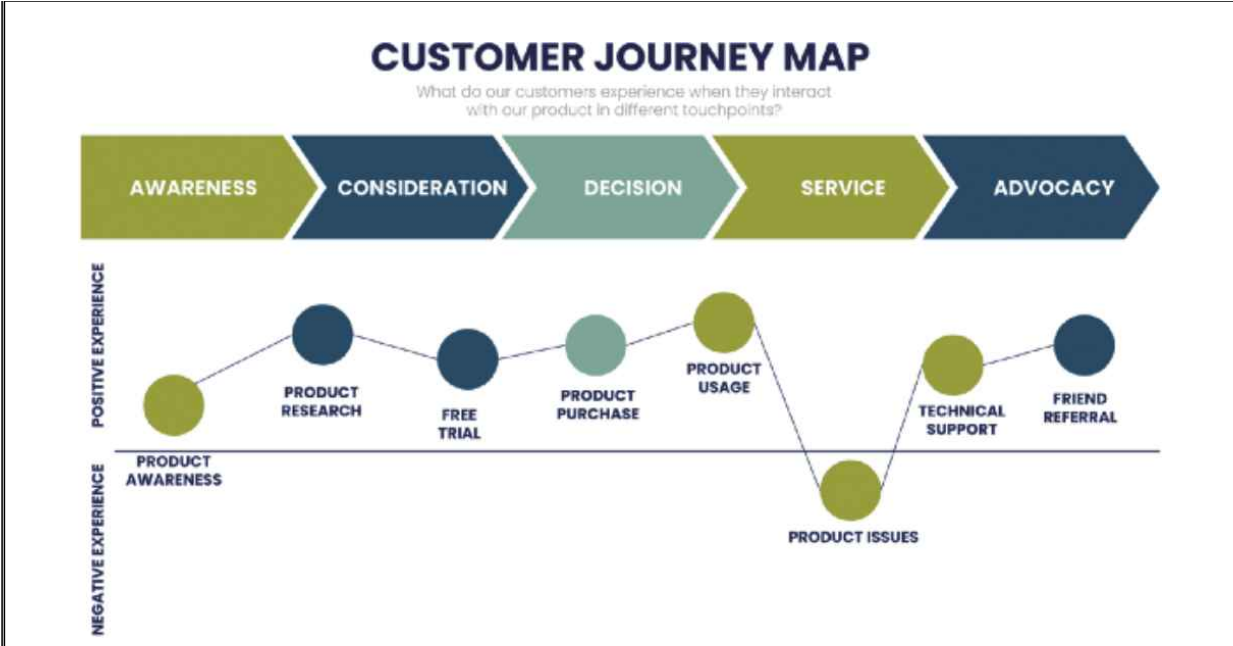 CUSTOMER JOURNEY MAP
What do our customers experience when they interact
with our product in different touchpoints?
AWARENESS
CONSIDERATION
DECISION
SERVICE
ADVOCACY
POSITIVE EXPERIENCE
PRODUCT
AWARENESS
PRODUCT
RESEARCH
FREE
TRIAL
PRODUCT
PURCHASE
PRODUCT
USAGE
PRODUCT ISSUES
TECHNICAL
SUPPORT
FRIEND
REFERRAL
NEGATIVE EXPERIENCE